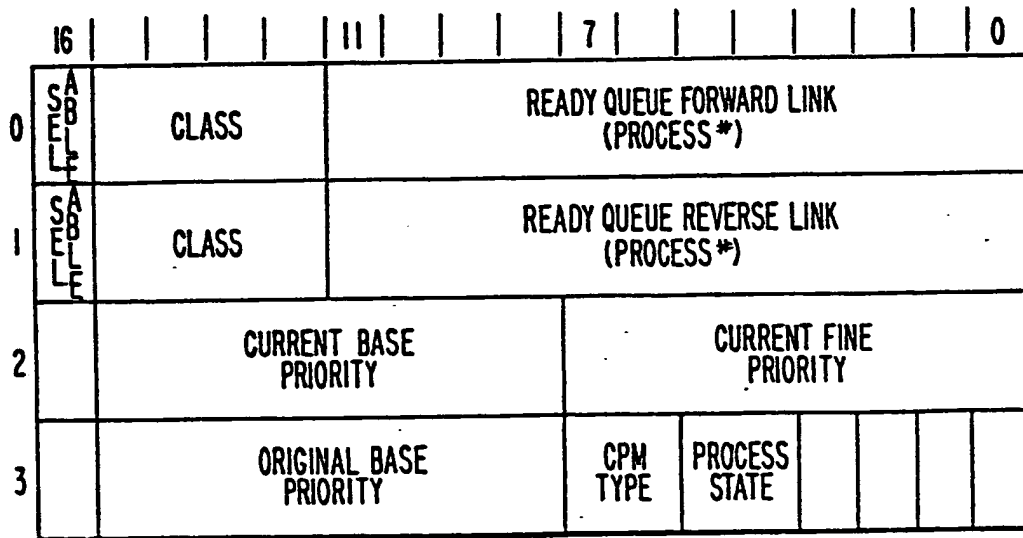 16 11 7 0
0 SELL ABLE CLASS READY QUEUE FORWARD LINK
(PROCESS#)
1 SELL ABLE CLASS READY QUEUE REVERSE LINK
(PROCESS#)
2 CURRENT BASE
PRIORITY
CURRENT FINE
PRIORITY
3 ORIGINAL BASE
PRIORITY
CPM
TYPE
PROCESS
STATE